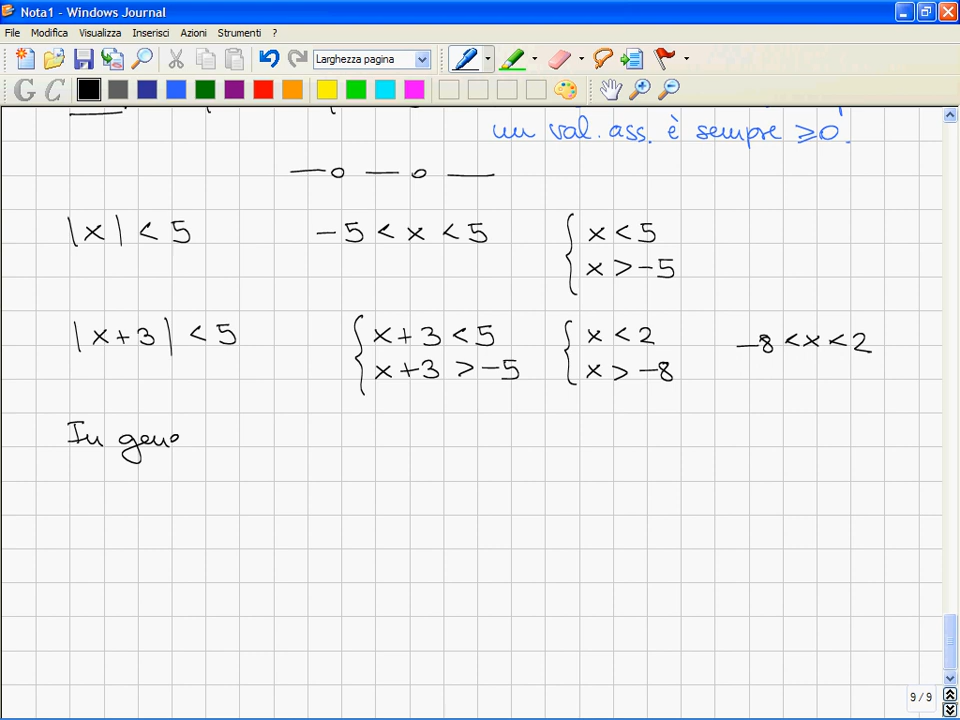 Nota1 - Windows Journal
File Modifica Visualizza Inserisci Azioni Strumenti ?
Larghezza pagina
G C
un val. ass. è sempre ≥0.
|x| < 5 -5 < x < 5 { x < 5
x > -5
|x+3| < 5 { x+3 < 5 { x < 2 -8 < x < 2
x+3 > -5 x > -8
In gene
9 / 9